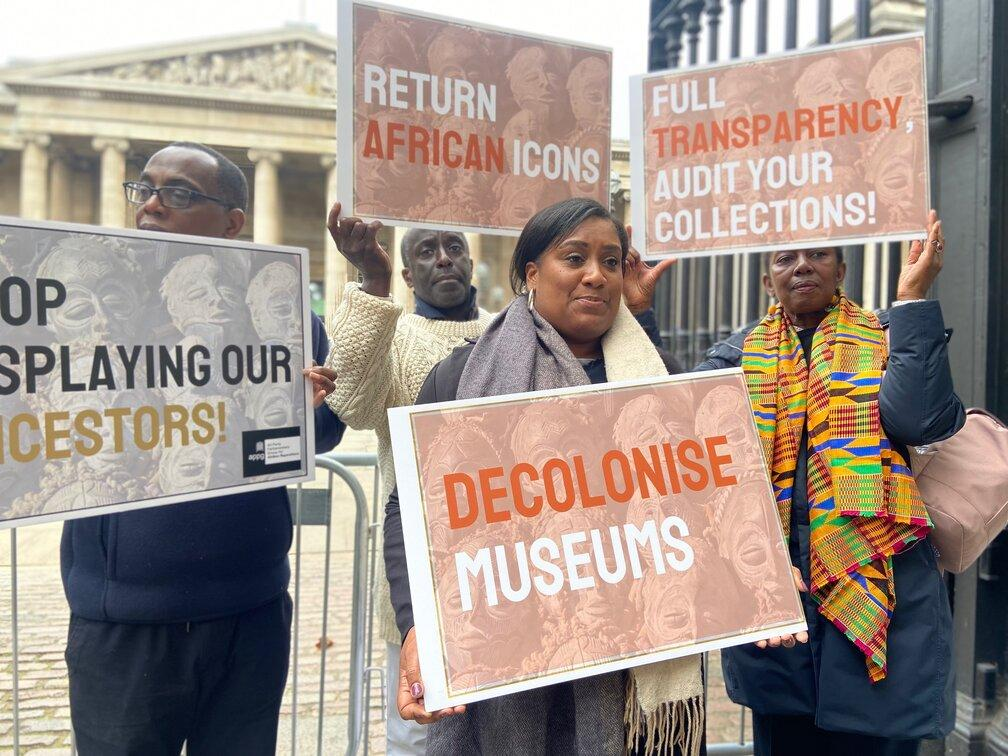 RETURN
AFRICAN ICONS
FULL
TRANSPARENCY,
AUDIT YOUR
COLLECTIONS!
OP
SPLAYING OUR
CESTORS!
appg
DECOLONISE
MUSEUMS